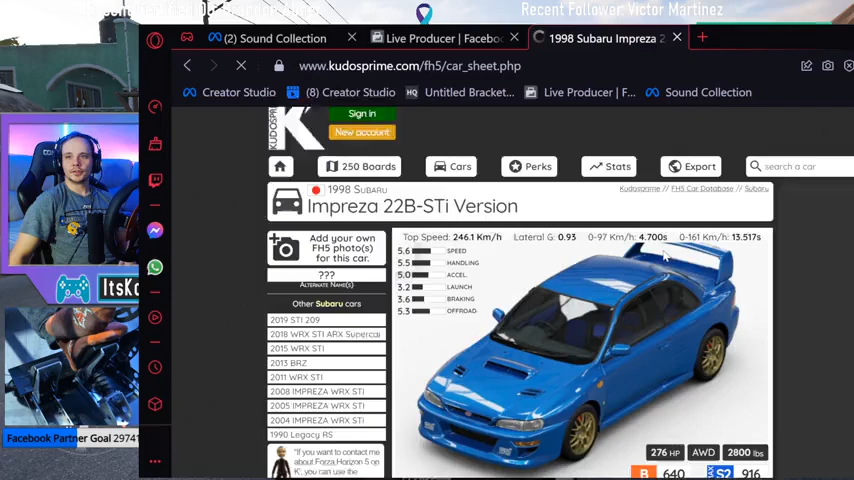 Recent Follower: Victor Martinez
(2) Sound Collection
Live Producer | Faceboo
1998 Subaru Impreza 2
www.kudosprime.com/fh5/car_sheet.php
Creator Studio
(8) Creator Studio
HQ Untitled Bracket...
Live Producer | F...
Sound Collection
KUDOSPRIME
Sign in
New account
250 Boards
Cars
Perks
Stats
Export
search a car
1998 Subaru
Impreza 22B-STi Version
Kudosprime // FH5 Car Database // Subaru
Add your own
FH5 photo(s)
for this car.
???
Alternate Name(s)
Other Subaru cars
2019 STI 209
2018 WRX STI ARX Supercar
2015 WRX STI
2013 BRZ
2011 WRX STI
2008 IMPREZA WRX STI
2005 IMPREZA WRX STI
2004 IMPREZA WRX STI
1990 Legacy RS
"If you want to contact me
about Forza Horizon 5 on
K', you can use the
Top Speed: 246.1 Km/h Lateral G: 0.93 0-97 Km/h: 4.700s 0-161 Km/h: 13.517s
5.6 SPEED
5.5 HANDLING
5.0 ACCEL.
3.2 LAUNCH
3.6 BRAKING
5.3 OFFROAD
276 HP AWD 2800 lbs
B 640 MAX S2 916
ItsKo
Facebook Partner Goal 29741